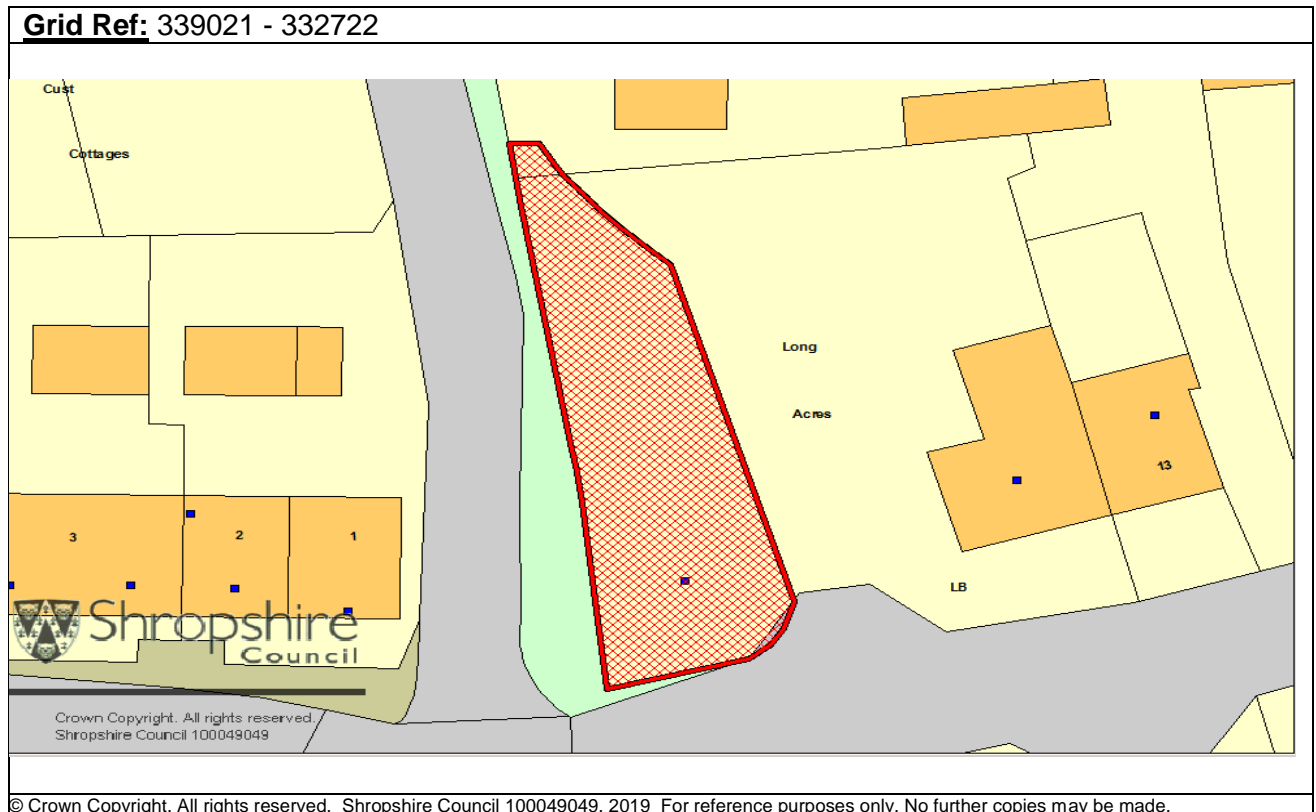 Grid Ref: 339021 - 332722
Cust
Cottages
Long
Acres
13
3
2
1
LB
Shropshire
Council
Crown Copyright. All rights reserved.
Shropshire Council 100049049
© Crown Copyright. All rights reserved. Shropshire Council 100049049. 2019 For reference purposes only. No further copies may be made.